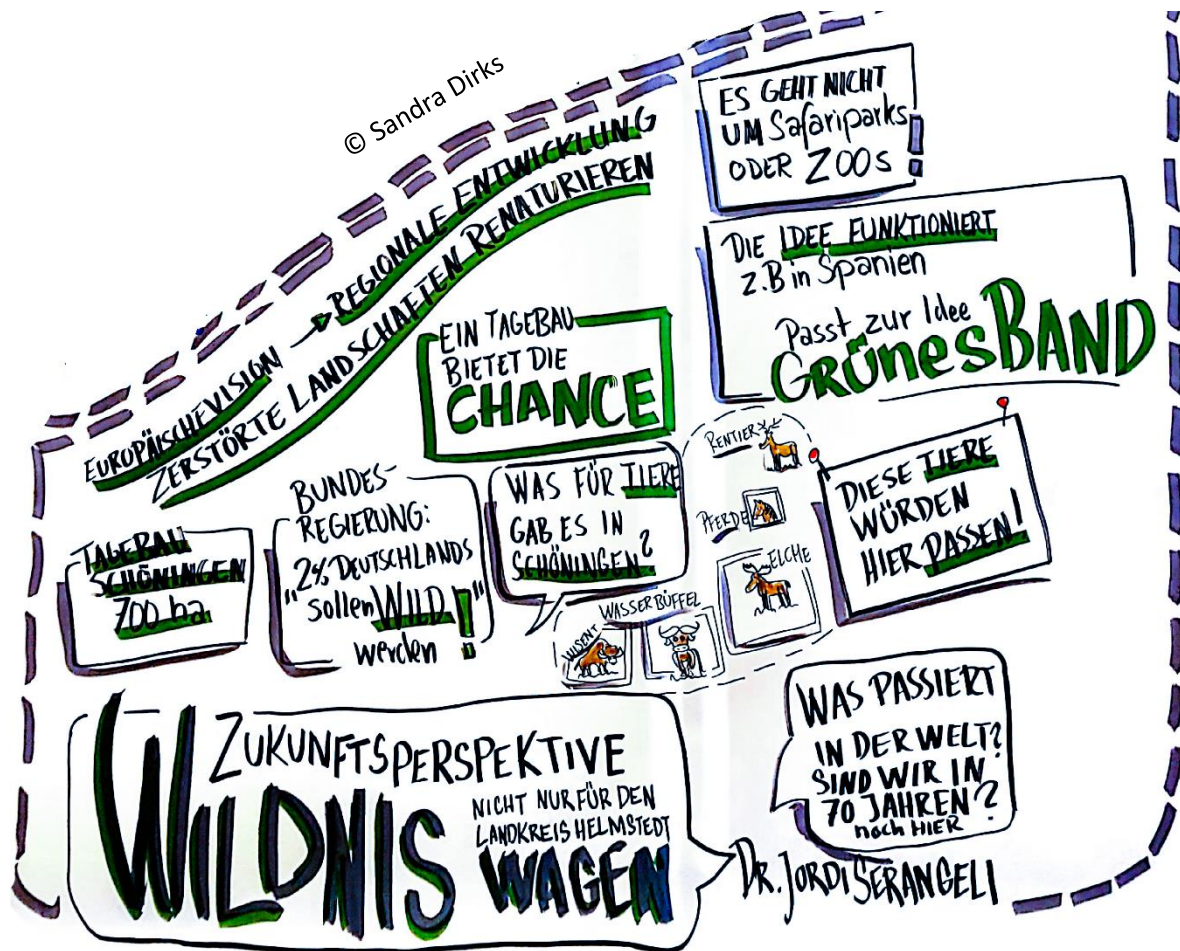 © Sandra Dirks
EUROPÄISCHE VISION → REGIONALE ENTWICKLUNG
ZERSTÖRTE LANDSCHAFTEN RENATURIEREN
ES GEHT NICHT
UM Safariparks
ODER ZOOS!
DIE IDEE FUNKTIONIERT
z.B in Spanien
Passt zur Idee
GRÜNES BAND
EIN TAGEBAU
BIETET DIE
CHANCE
TAGEBAU
SCHÖNINGEN
700 ha
BUNDES-
REGIERUNG:
"2% DEUTSCHLANDS
sollen WILD!"
werden
WAS FÜR TIERE
GAB ES IN
SCHÖNINGEN?
RENTIER
PFERDE
ELCHE
WASSERBÜFFEL
WISENT
DIESE TIERE
WÜRDEN
HIER PASSEN!
ZUKUNFTSPERSPEKTIVE
WILDNIS
NICHT NUR FÜR DEN
LANDKREIS HELMSTEDT
WAGEN
WAS PASSIERT
IN DER WELT?
SIND WIR IN
70 JAHREN?
noch HIER
DR. JORDI SERANGELI